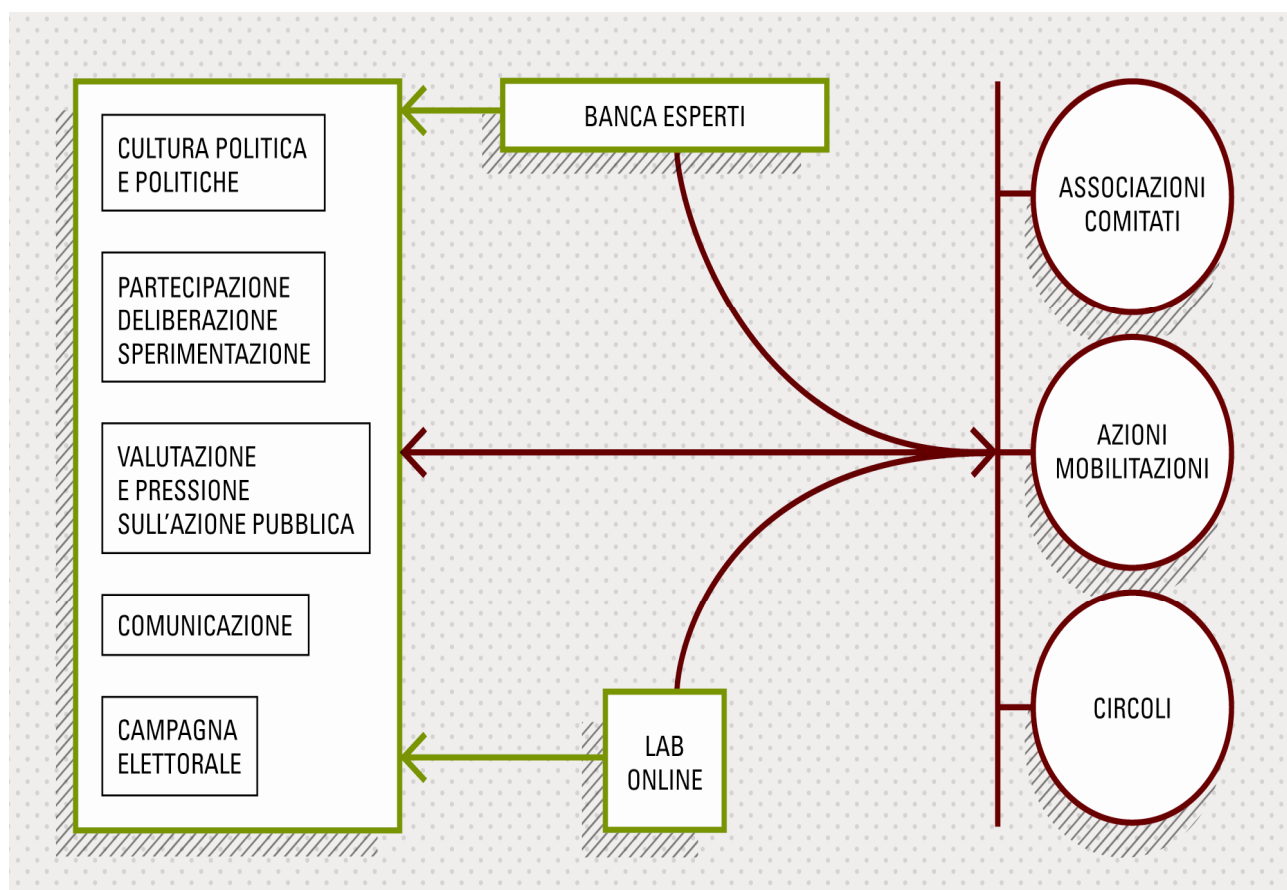 CULTURA POLITICA
E POLITICHE
PARTECIPAZIONE
DELIBERAZIONE
SPERIMENTAZIONE
VALUTAZIONE
E PRESSIONE
SULL'AZIONE PUBBLICA
COMUNICAZIONE
CAMPAGNA
ELETTORALE
BANCA ESPERTI
LAB
ONLINE
ASSOCIAZIONI
COMITATI
AZIONI
MOBILITAZIONI
CIRCOLI